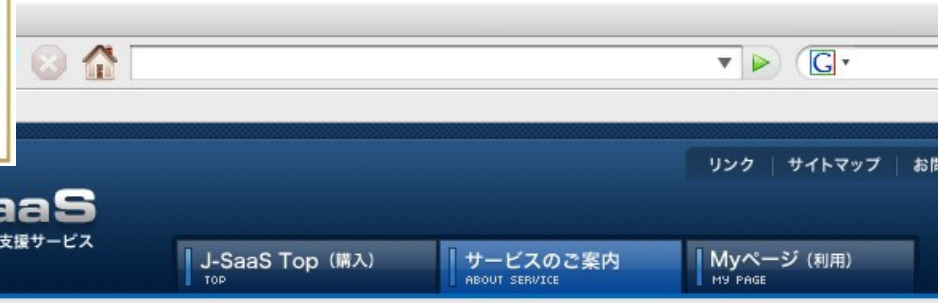 G
リンク | サイトマップ | お問
aaS
支援サービス
J-SaaS Top（購入）
TOP
サービスのご案内
ABOUT SERVICE
Myページ（利用）
MY PAGE